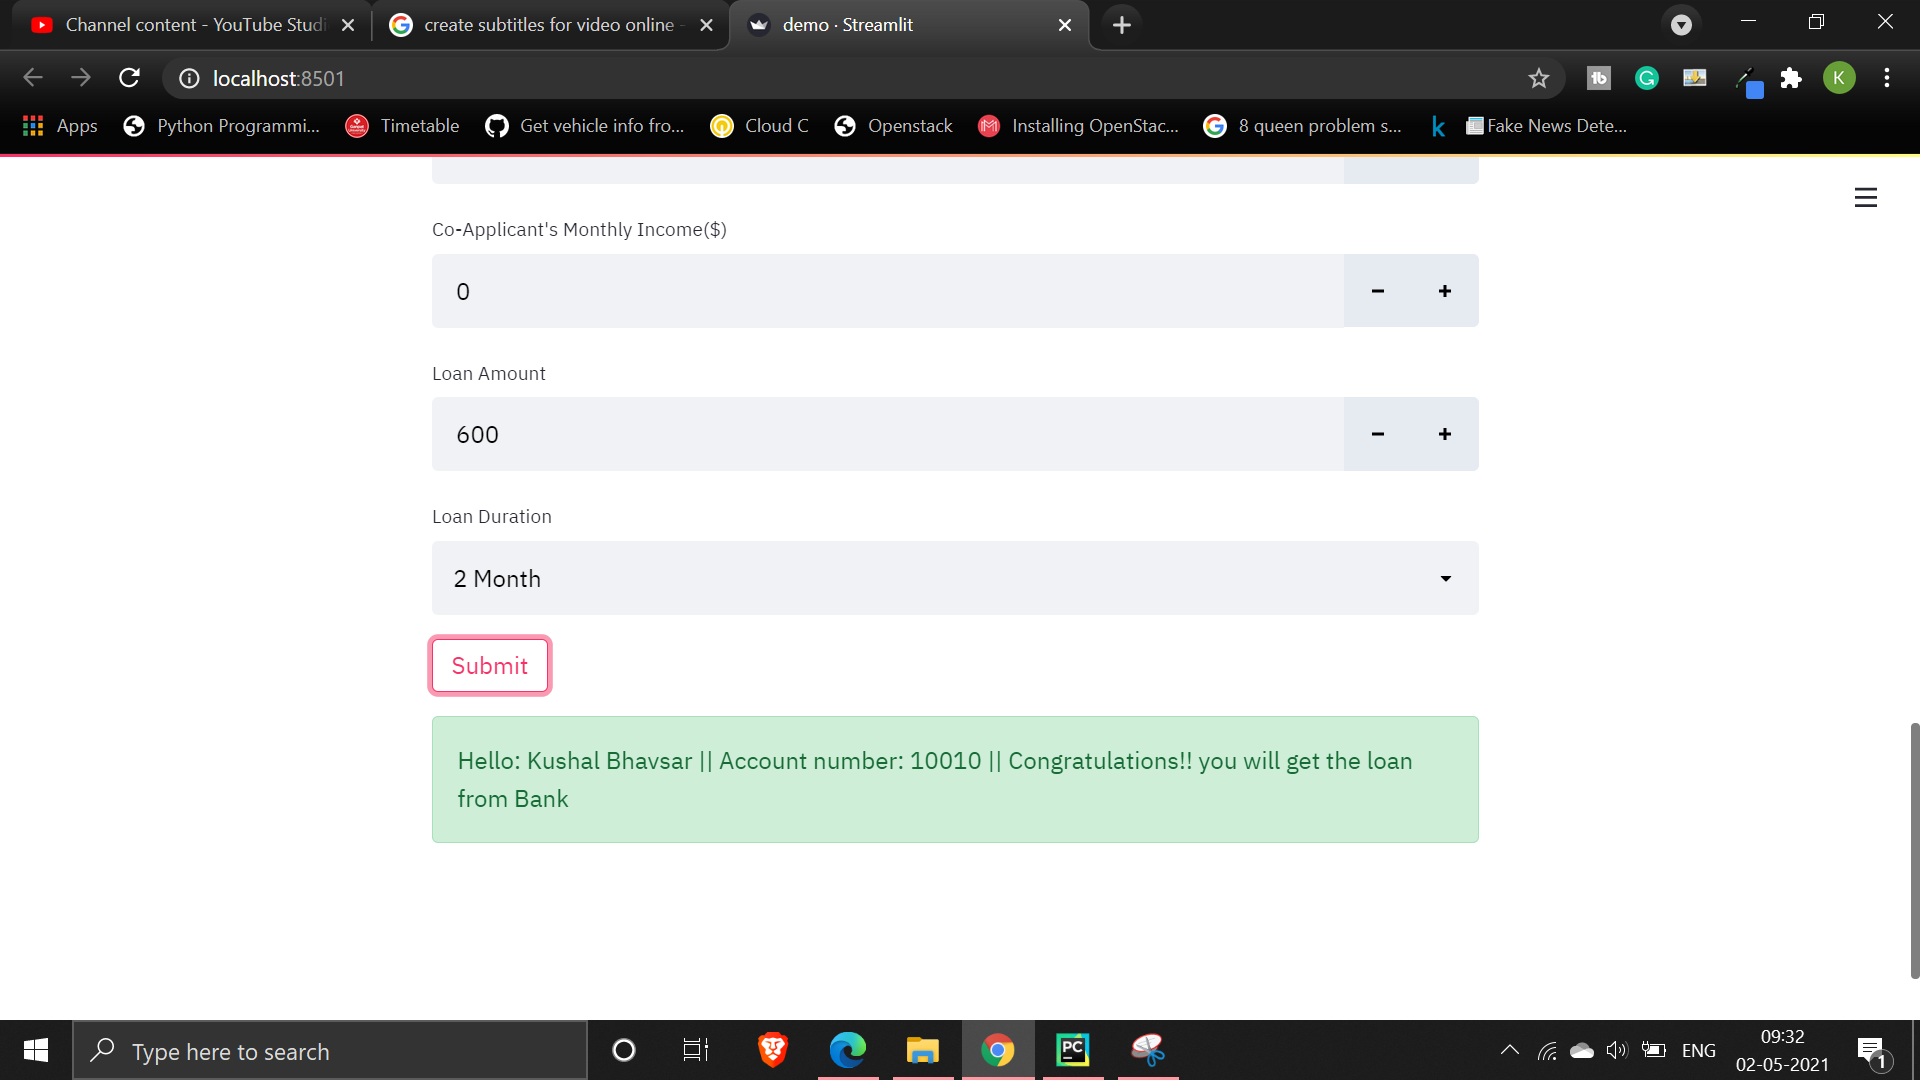 Channel content - YouTube Studi
create subtitles for video online -
demo · Streamlit
localhost:8501
K
Apps
Python Programmi...
Timetable
Get vehicle info fro...
Cloud C
Openstack
Installing OpenStac...
8 queen problem s...
Fake News Dete...
Co-Applicant's Monthly Income($)
0
Loan Amount
600
Loan Duration
2 Month
Submit
Hello: Kushal Bhavsar || Account number: 10010 || Congratulations!! you will get the loan
from Bank
Type here to search
PC
ENG
09:32
02-05-2021
1